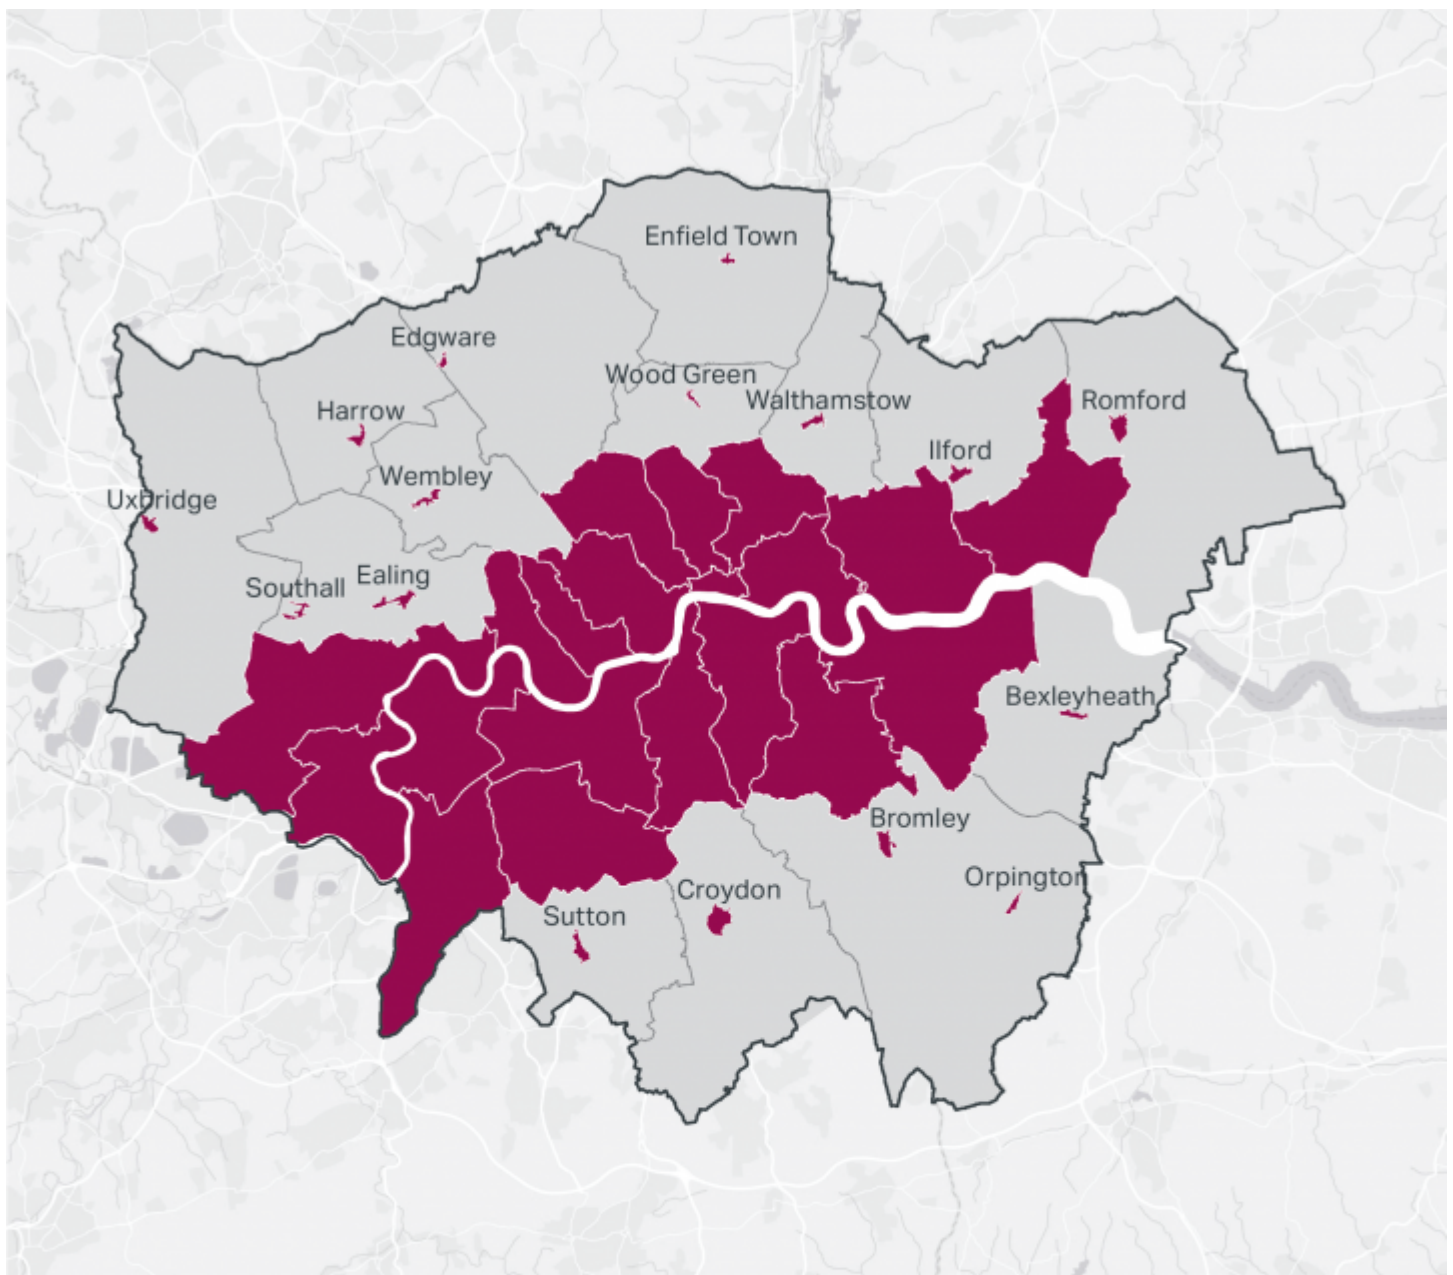 Enfield Town
Edgware
Wood Green
Walthamstow
Romford
Harrow
Ilford
Wembley
Uxbridge
Southall
Ealing
Bexleyheath
Bromley
Orpington
Croydon
Sutton